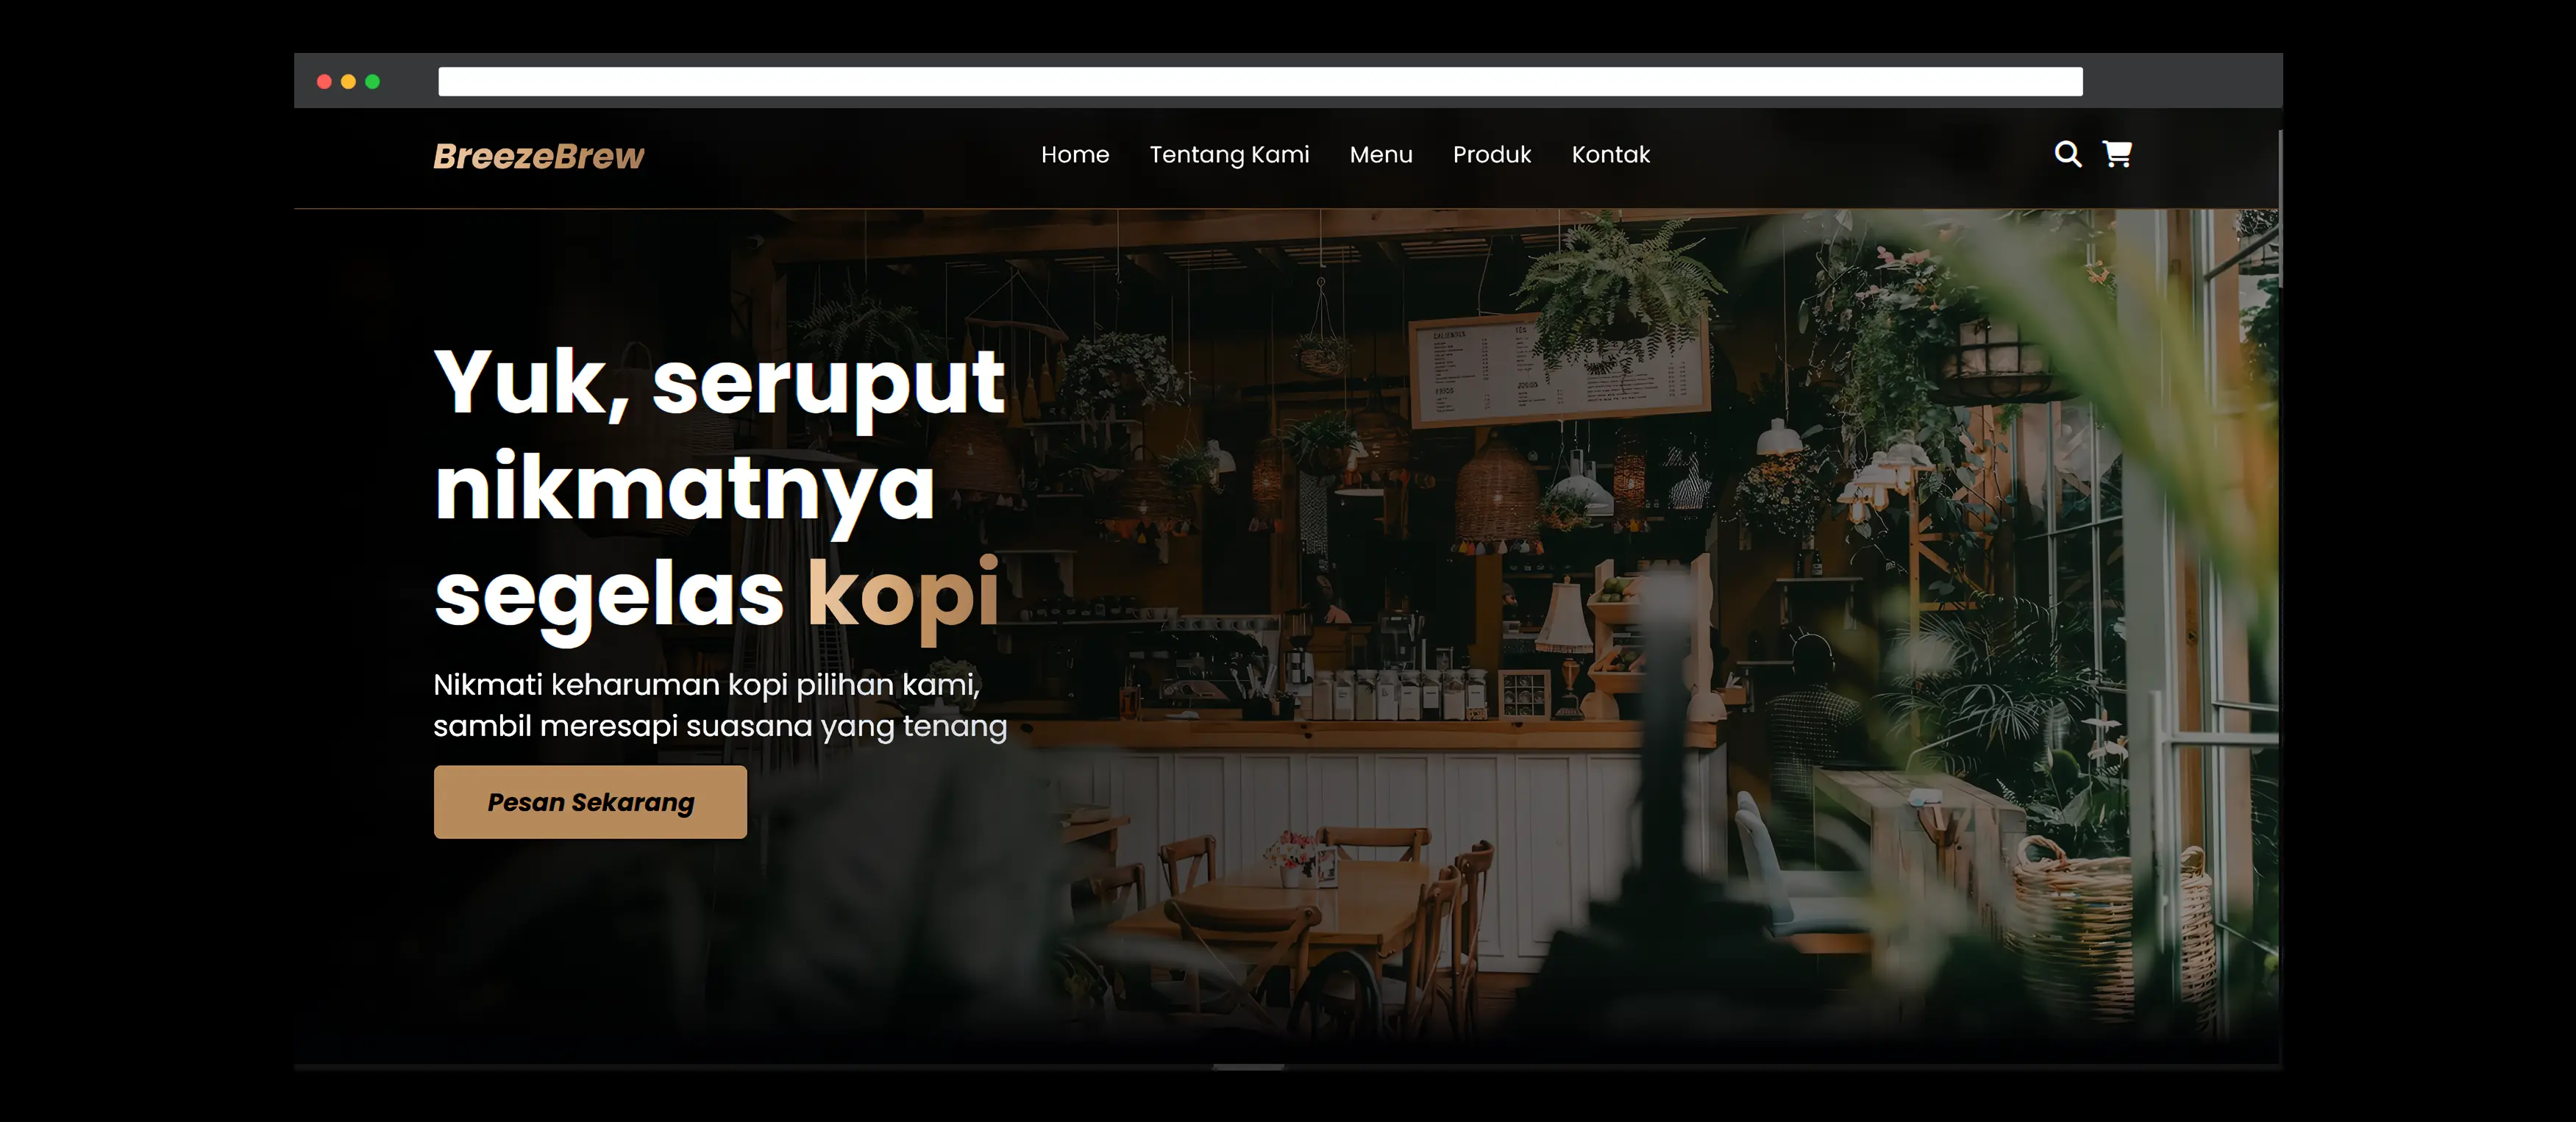 BreezeBrew
Home Tentang Kami Menu Produk Kontak
Yuk, seruput
nikmatnya
segelas kopi
Nikmati keharuman kopi pilihan kami,
sambil meresapi suasana yang tenang
Pesan Sekarang